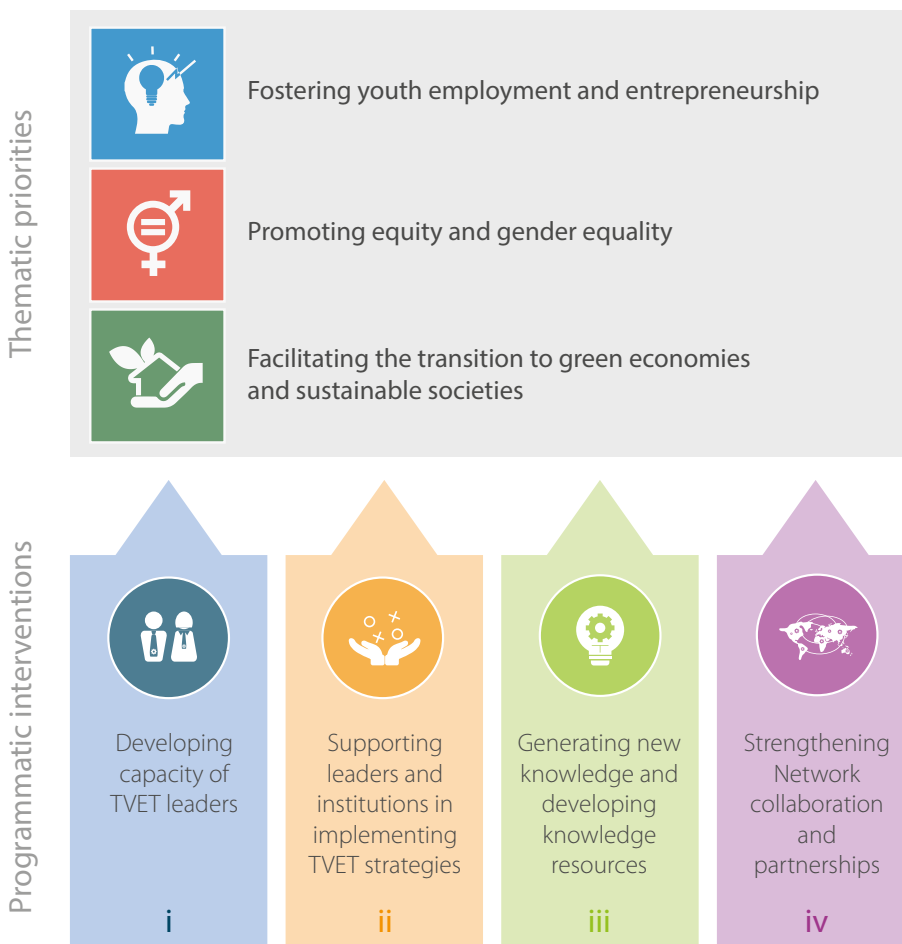 Thematic priorities
Fostering youth employment and entrepreneurship
Promoting equity and gender equality
Facilitating the transition to green economies
and sustainable societies
Programmatic interventions
Developing
capacity of
TVET leaders
i
Supporting
leaders and
institutions in
implementing
TVET strategies
ii
Generating new
knowledge and
developing
knowledge
resources
iii
Strengthening
Network
collaboration
and
partnerships
iv